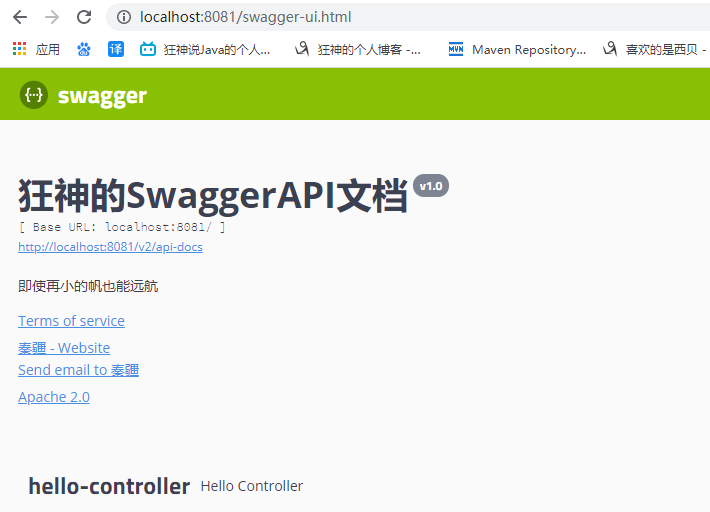 localhost:8081/swagger-ui.html
应用 译 狂神说Java的个人... 狂神的个人博客 -... MVN Maven Repository... 喜欢的是西贝 -
{···} swagger
狂神的SwaggerAPI文档 v1.0
[ Base URL: localhost:8081/ ]
http://localhost:8081/v2/api-docs
即使再小的帆也能远航
Terms of service
秦疆 - Website
Send email to 秦疆
Apache 2.0
hello-controller Hello Controller